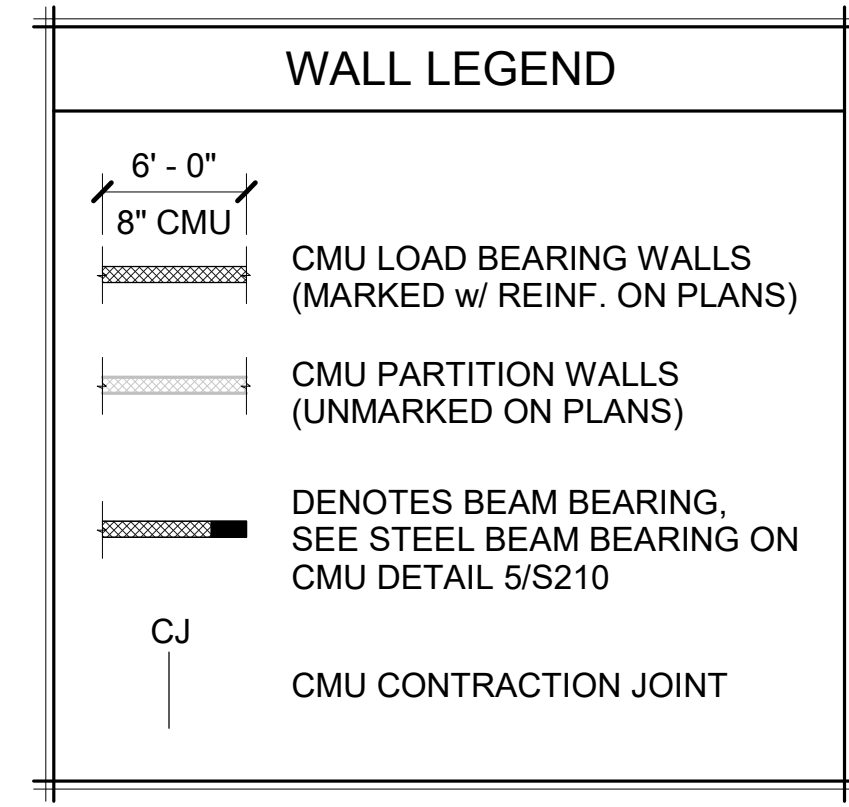 WALL LEGEND
6' - 0"
8" CMU
CMU LOAD BEARING WALLS
(MARKED w/ REINF. ON PLANS)
CMU PARTITION WALLS
(UNMARKED ON PLANS)
DENOTES BEAM BEARING,
SEE STEEL BEAM BEARING ON
CMU DETAIL 5/S210
CJ
CMU CONTRACTION JOINT